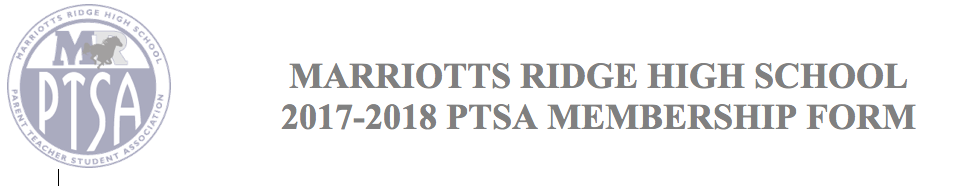 MARRIOTTS RIDGE HIGH SCHOOL
MR
PTSA
PARENT TEACHER STUDENT ASSOCIATION
MARRIOTTS RIDGE HIGH SCHOOL
2017-2018 PTSA MEMBERSHIP FORM